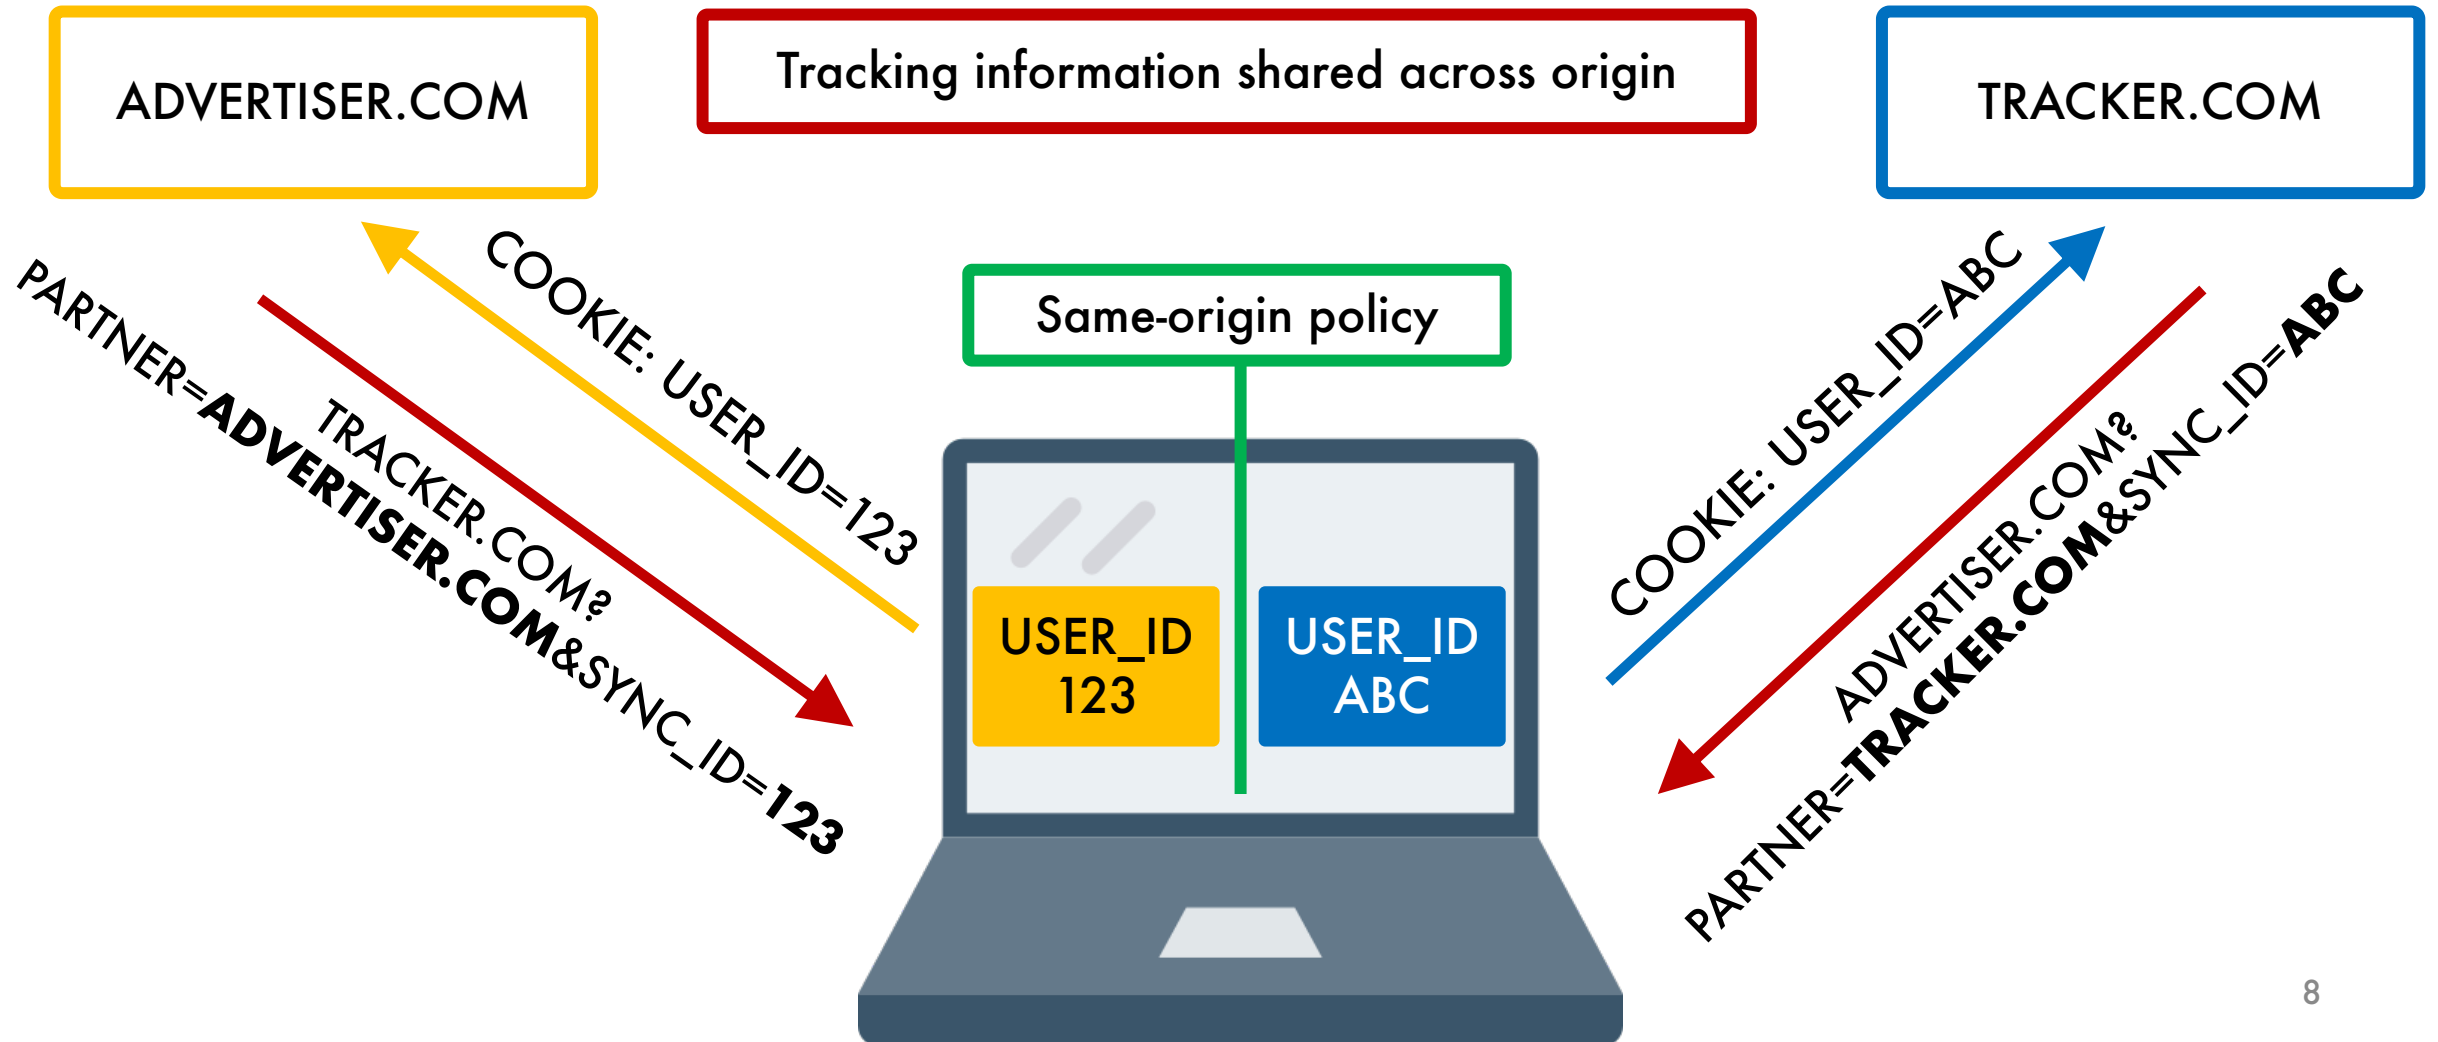 ADVERTISER.COM
Tracking information shared across origin
TRACKER.COM
COOKIE: USER_ID=123
TRACKER.COM?
PARTNER=ADVERTISER.COM&SYNC_ID=123
Same-origin policy
USER_ID
123
USER_ID
ABC
COOKIE: USER_ID=ABC
ADVERTISER.COM?
PARTNER=TRACKER.COM&SYNC_ID=ABC
8